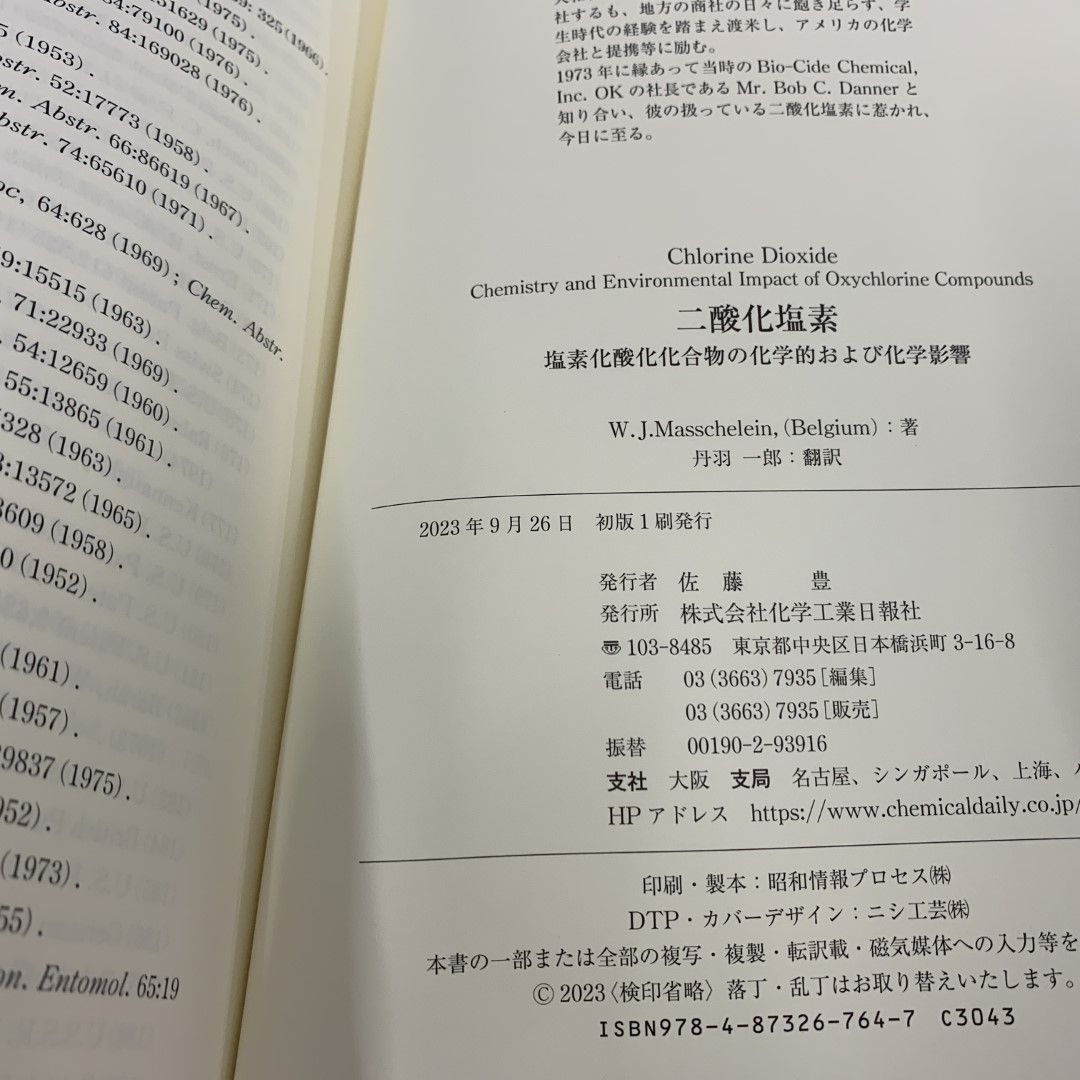 325 (1966).
(1975).
51629 (1975).
34:79100 (1976).
Abstr. 84:169028 (1976).
5 (1953).
ostr. 52:17773 (1958).
m. Abstr. 66:86619 (1967).
bstr. 74:65610 (1971).
oc, 64:628 (1969) ; Chem. Abstr.
9:15515 (1963).
71:22933 (1969).
54:12659 (1960).
55:13865 (1961).
328 (1963).
3:13572 (1965).
3609 (1958).
0 (1952).
(1961).
(1957).
29837 (1975).
952).
(1973).
55).
on. Entomol. 65:19
社するも、地方の商社の日々に飽き足らず、学
生時代の経験を踏まえ渡米し、アメリカの化学
会社と提携等に励む。
1973 年に縁あって当時の Bio-Cide Chemical,
Inc. OK の社長である Mr. Bob C. Danner と
知り合い、彼の扱っている二酸化塩素に惹かれ、
今日に至る。
Chlorine Dioxide
Chemistry and Environmental Impact of Oxychlorine Compounds
二酸化塩素
塩素化酸化化合物の化学的および化学影響
W.J.Masschelein, (Belgium) : 著
丹羽 一郎 : 翻訳
2023 年 9 月 26 日 初版 1 刷発行
発行者 佐 藤 豊
発行所 株式会社化学工業日報社
〠 103-8485 東京都中央区日本橋浜町 3-16-8
電話 03 (3663) 7935 [編集]
03 (3663) 7935 [販売]
振替 00190-2-93916
支社 大阪 支局 名古屋、シンガポール、上海、
HP アドレス https://www.chemicaldaily.co.jp/
印刷・製本 : 昭和情報プロセス㈱
DTP・カバーデザイン : ニシ工芸㈱
本書の一部または全部の複写・複製・転訳載・磁気媒体への入力等を
© 2023〈検印省略〉落丁・乱丁はお取り替えいたします。
ISBN978-4-87326-764-7 C3043